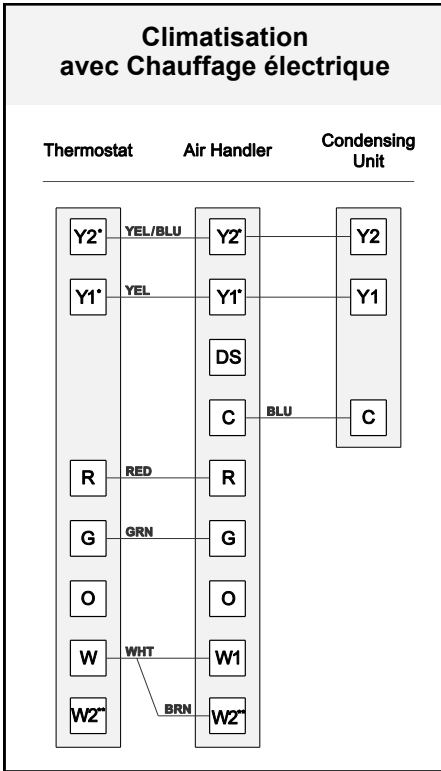 Climatisation
avec Chauffage électrique
Thermostat Air Handler Condensing Unit
Y2* YEL/BLU Y2* Y2
Y1* YEL Y1* Y1
DS
C BLU C
R RED R
G GRN G
O O
W WHT W1
W2** BRN W2**